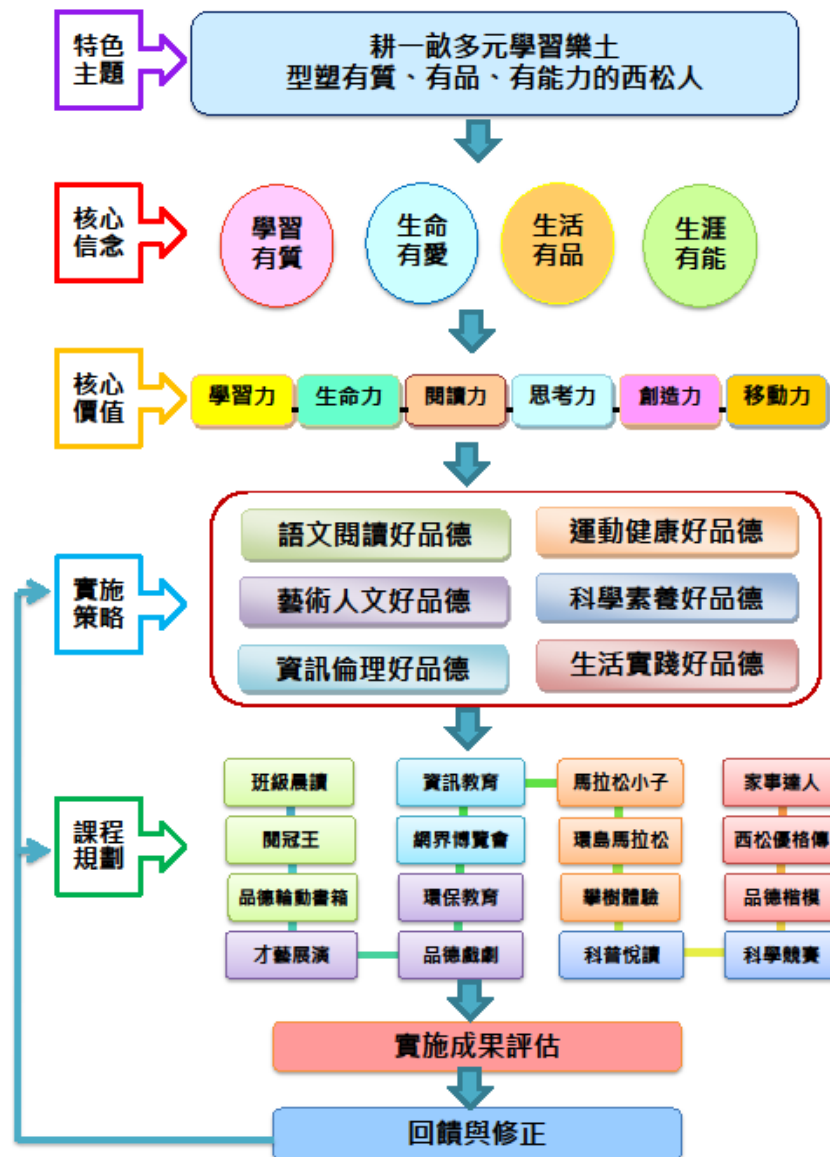 特色
主題
耕一畝多元學習樂土
型塑有質、有品、有能力的西松人
核心
信念
學習
有質
生命
有愛
生活
有品
生涯
有能
核心
價值
學習力
生命力
閱讀力
思考力
創造力
移動力
實施
策略
語文閱讀好品德
運動健康好品德
藝術人文好品德
科學素養好品德
資訊倫理好品德
生活實踐好品德
課程
規劃
班級晨讀
資訊教育
馬拉松小子
家事達人
閱冠王
網界博覽會
環島馬拉松
西松優格傳
品德輪動書箱
環保教育
攀樹體驗
品德楷模
才藝展演
品德戲劇
科普悅讀
科學競賽
實施成果評估
回饋與修正